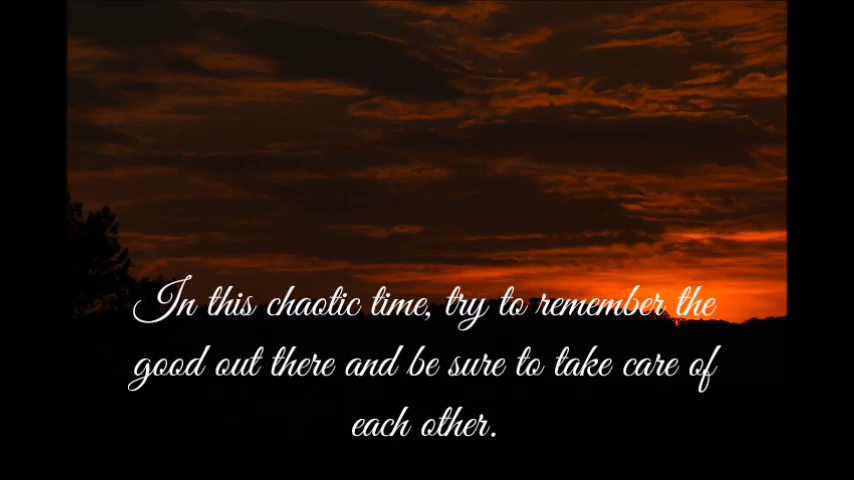 In this chaotic time, try to remember the
good out there and be sure to take care of
each other.